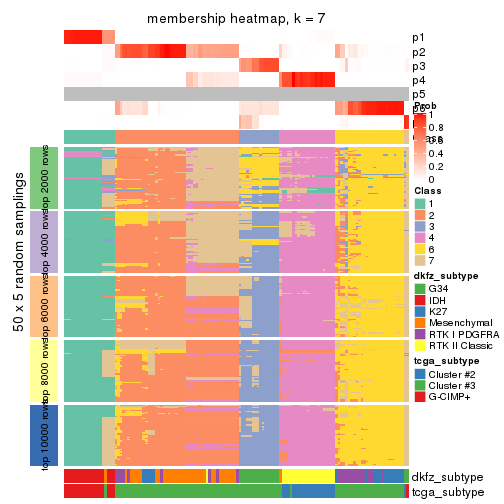 membership heatmap, k = 7
p1
p2
p3
p4
p5
p6
Prob
1
0.8
0.6
0.4
0.2
0
Class
1
2
3
4
6
7
dkfz_subtype
G34
IDH
K27
Mesenchymal
RTK I PDGFRA
RTK II Classic
tcga_subtype
Cluster #2
Cluster #3
G-CIMP+
50 x 5 random samplings
top 2000 rows
top 4000 rows
top 6000 rows
top 8000 rows
top 10000 rows
dkfz_subtype
tcga_subtype